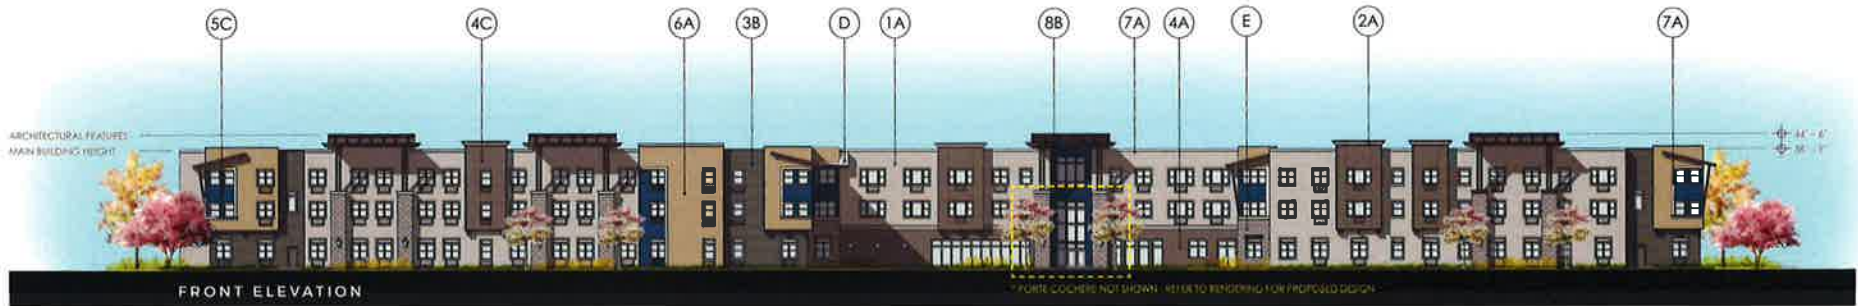 5C 4C 6A 3B D 1A 8B 7A 4A E 2A 7A
ARCHITECTURAL FEATURES
MAIN BUILDING HEIGHT
FRONT ELEVATION
* PORTE COCHERE NOT SHOWN - REFER TO RENDERING FOR PROPOSED DESIGN